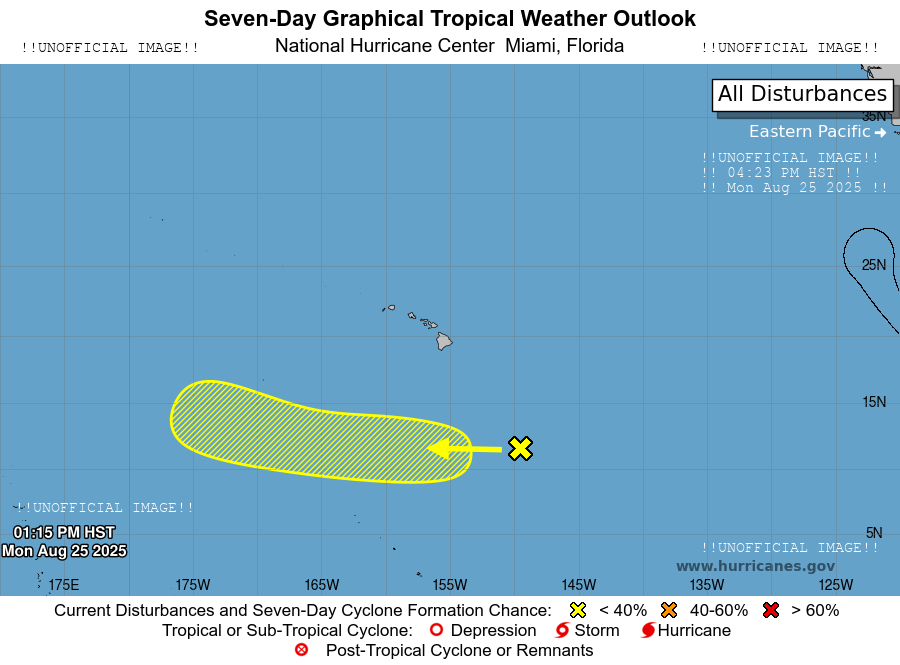 Seven-Day Graphical Tropical Weather Outlook
!!UNOFFICIAL IMAGE!! National Hurricane Center Miami, Florida !!UNOFFICIAL IMAGE!!
All Disturbances
35N
Eastern Pacific
!!UNOFFICIAL IMAGE!!
!! 04:23 PM HST !!
!! Mon Aug 25 2025 !!
25N
15N
!!UNOFFICIAL IMAGE!!
01:15 PM HST
5N
Mon Aug 25 2025
!!UNOFFICIAL IMAGE!!
www.hurricanes.gov
175E 175W 165W 155W 145W 135W 125W
Current Disturbances and Seven-Day Cyclone Formation Chance: < 40% 40-60% > 60%
Tropical or Sub-Tropical Cyclone: Depression Storm Hurricane
Post-Tropical Cyclone or Remnants